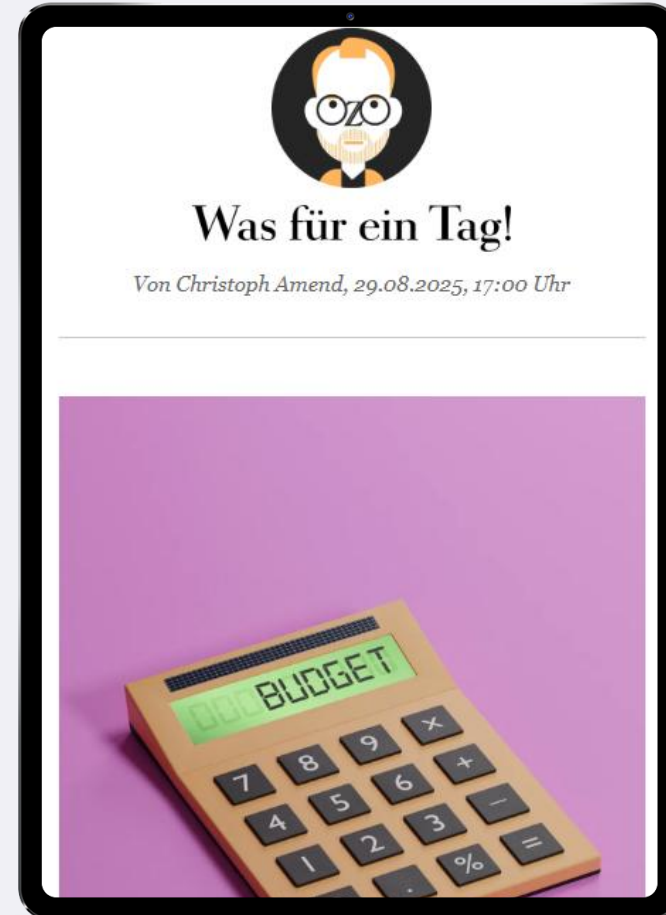 OZO
Was für ein Tag!
Von Christoph Amend, 29.08.2025, 17:00 Uhr
BUDGET
7 8 9 ×
4 5 6 +
1 2 3 −
. % =